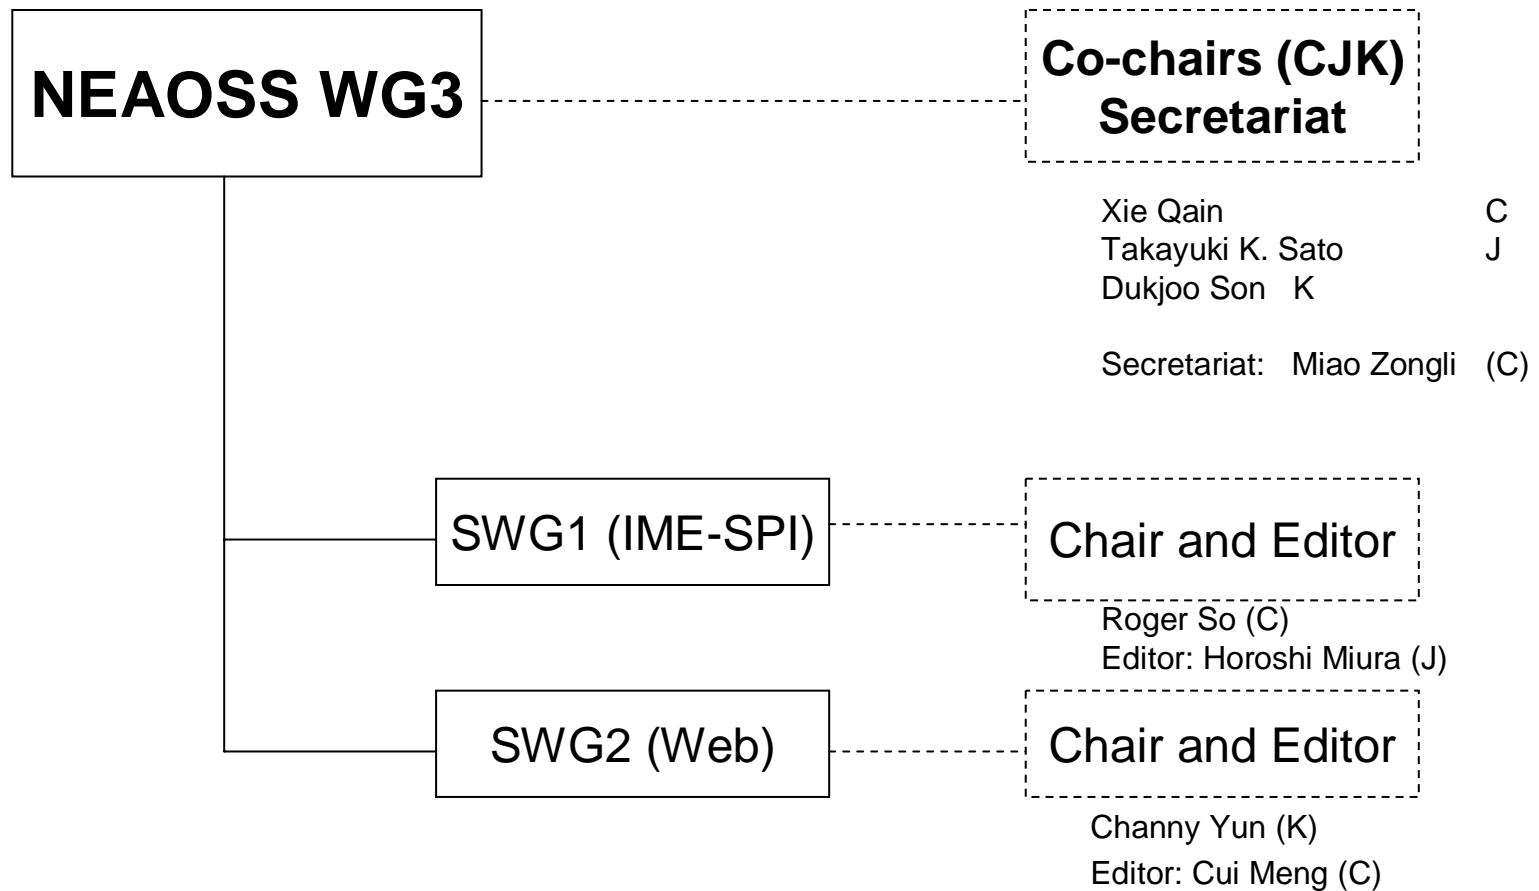 NEAOSS WG3
Co-chairs (CJK)
Secretariat
Xie Qain C
Takayuki K. Sato J
Dukjoo Son K
Secretariat: Miao Zongli (C)
SWG1 (IME-SPI)
Chair and Editor
Roger So (C)
Editor: Horoshi Miura (J)
SWG2 (Web)
Chair and Editor
Channy Yun (K)
Editor: Cui Meng (C)